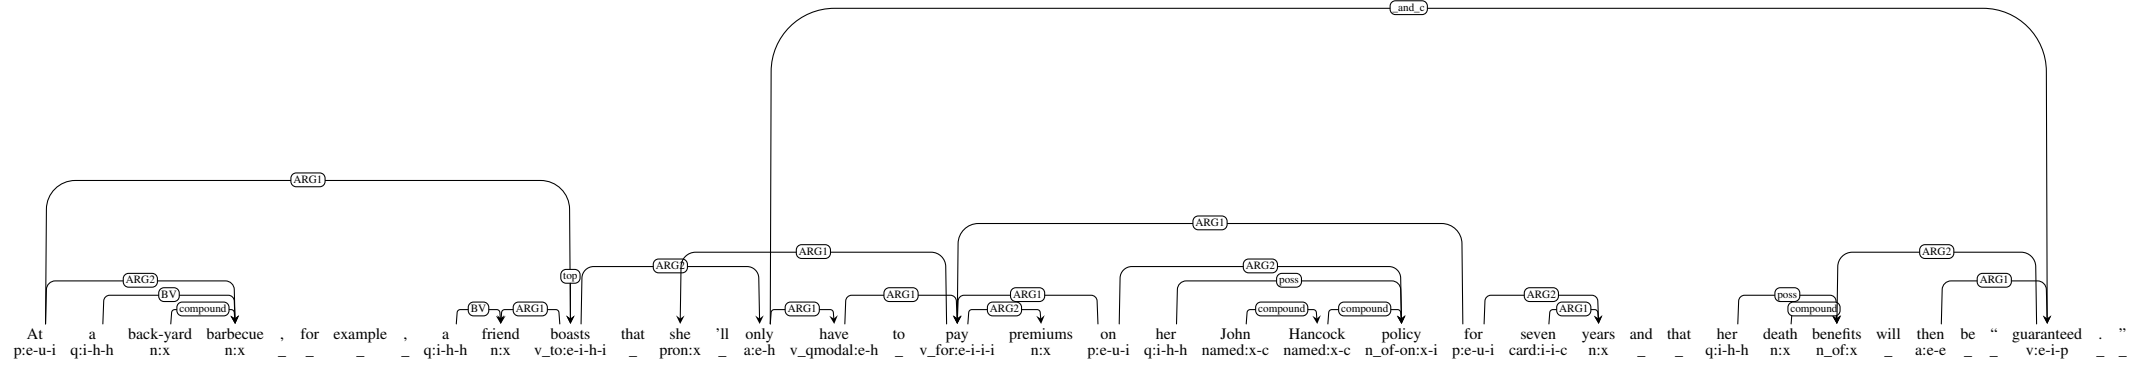 _and_c
ARG1
ARG1
ARG1 ARG2
top ARG2 ARG2
ARG2 poss
BV ARG1 ARG1 ARG2 poss
compound BV ARG1 ARG1 ARG2 compound compound ARG1 compound ARG1
At a back-yard barbecue , for example , a friend boasts that she ’ll only have to pay premiums on her John Hancock policy for seven years and that her death benefits will then be “ guaranteed . ”
p:e-u-i q:i-h-h n:x n:x _ _ _ _ q:i-h-h n:x v_to:e-i-h-i _ pron:x _ a:e-h v_qmodal:e-h _ v_for:e-i-i-i n:x p:e-u-i q:i-h-h named:x-c named:x-c n_of-on:x-i p:e-u-i card:i-i-c n:x _ _ q:i-h-h n:x n_of:x _ a:e-e _ _ v:e-i-p _ _